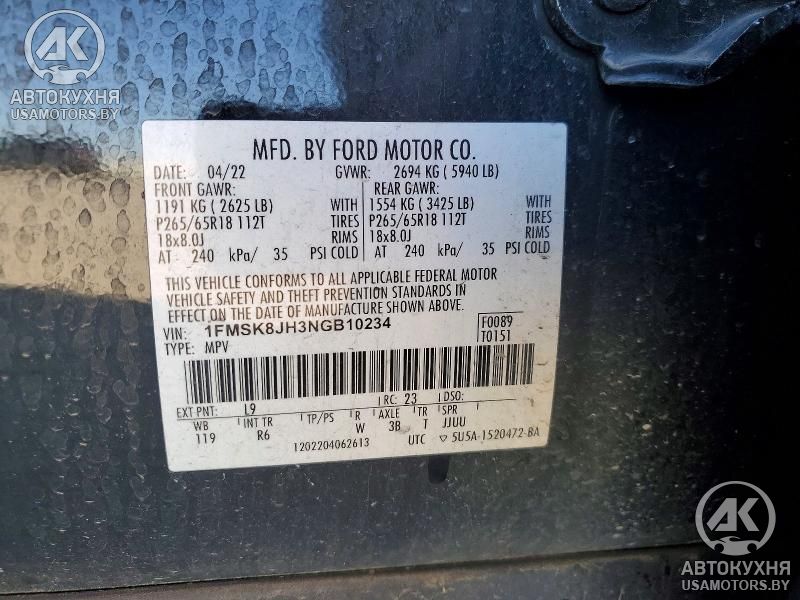 AK
АВТОКУХНЯ
USAMOTORS.BY
MFD. BY FORD MOTOR CO.
DATE: 04/22 GVWR: 2694 KG ( 5940 LB)
FRONT GAWR: REAR GAWR:
1191 KG ( 2625 LB) WITH 1554 KG ( 3425 LB) WITH
P265/65R18 112T TIRES P265/65R18 112T TIRES
18x8.0J RIMS 18x8.0J RIMS
AT 240 kPa/ 35 PSI COLD AT 240 kPa/ 35 PSI COLD
THIS VEHICLE CONFORMS TO ALL APPLICABLE FEDERAL MOTOR
VEHICLE SAFETY AND THEFT PREVENTION STANDARDS IN
EFFECT ON THE DATE OF MANUFACTURE SHOWN ABOVE.
VIN: 1FMSK8JH3NGB10234 F0089
TYPE: MPV T0151
EXT PNT: L9 RC: 23 DSO:
WB INT TR TP/PS R AXLE TR SPR
119 R6 W 3B T JJUU
1202204062613 UTC ▽ 5U5A-1520472-BA
AK
АВТОКУХНЯ
USAMOTORS.BY